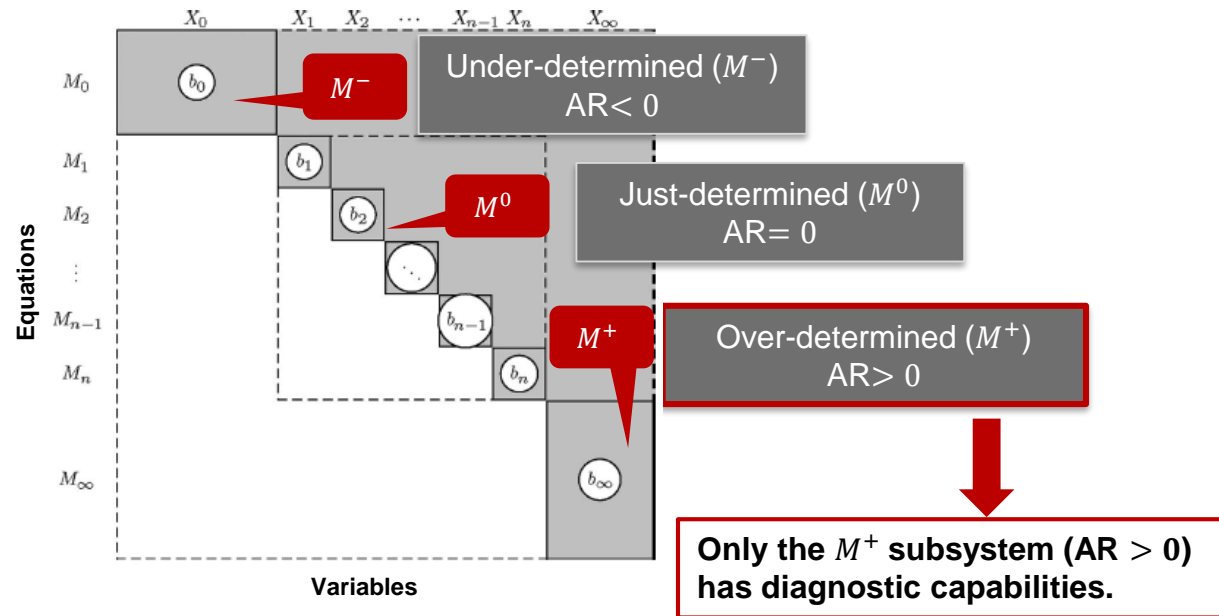 X₀ X₁ X₂ ⋯ Xₙ₋₁ Xₙ X∞
M₀
b₀
M⁻
Under-determined (M⁻)
AR< 0
M₁
b₁
M₂
b₂
M⁰
Just-determined (M⁰)
AR= 0
⋮
⋱
Equations
Mₙ₋₁
bₙ₋₁
M⁺
Over-determined (M⁺)
AR> 0
Mₙ
bₙ
M∞
b∞
Only the M⁺ subsystem (AR > 0)
has diagnostic capabilities.
Variables